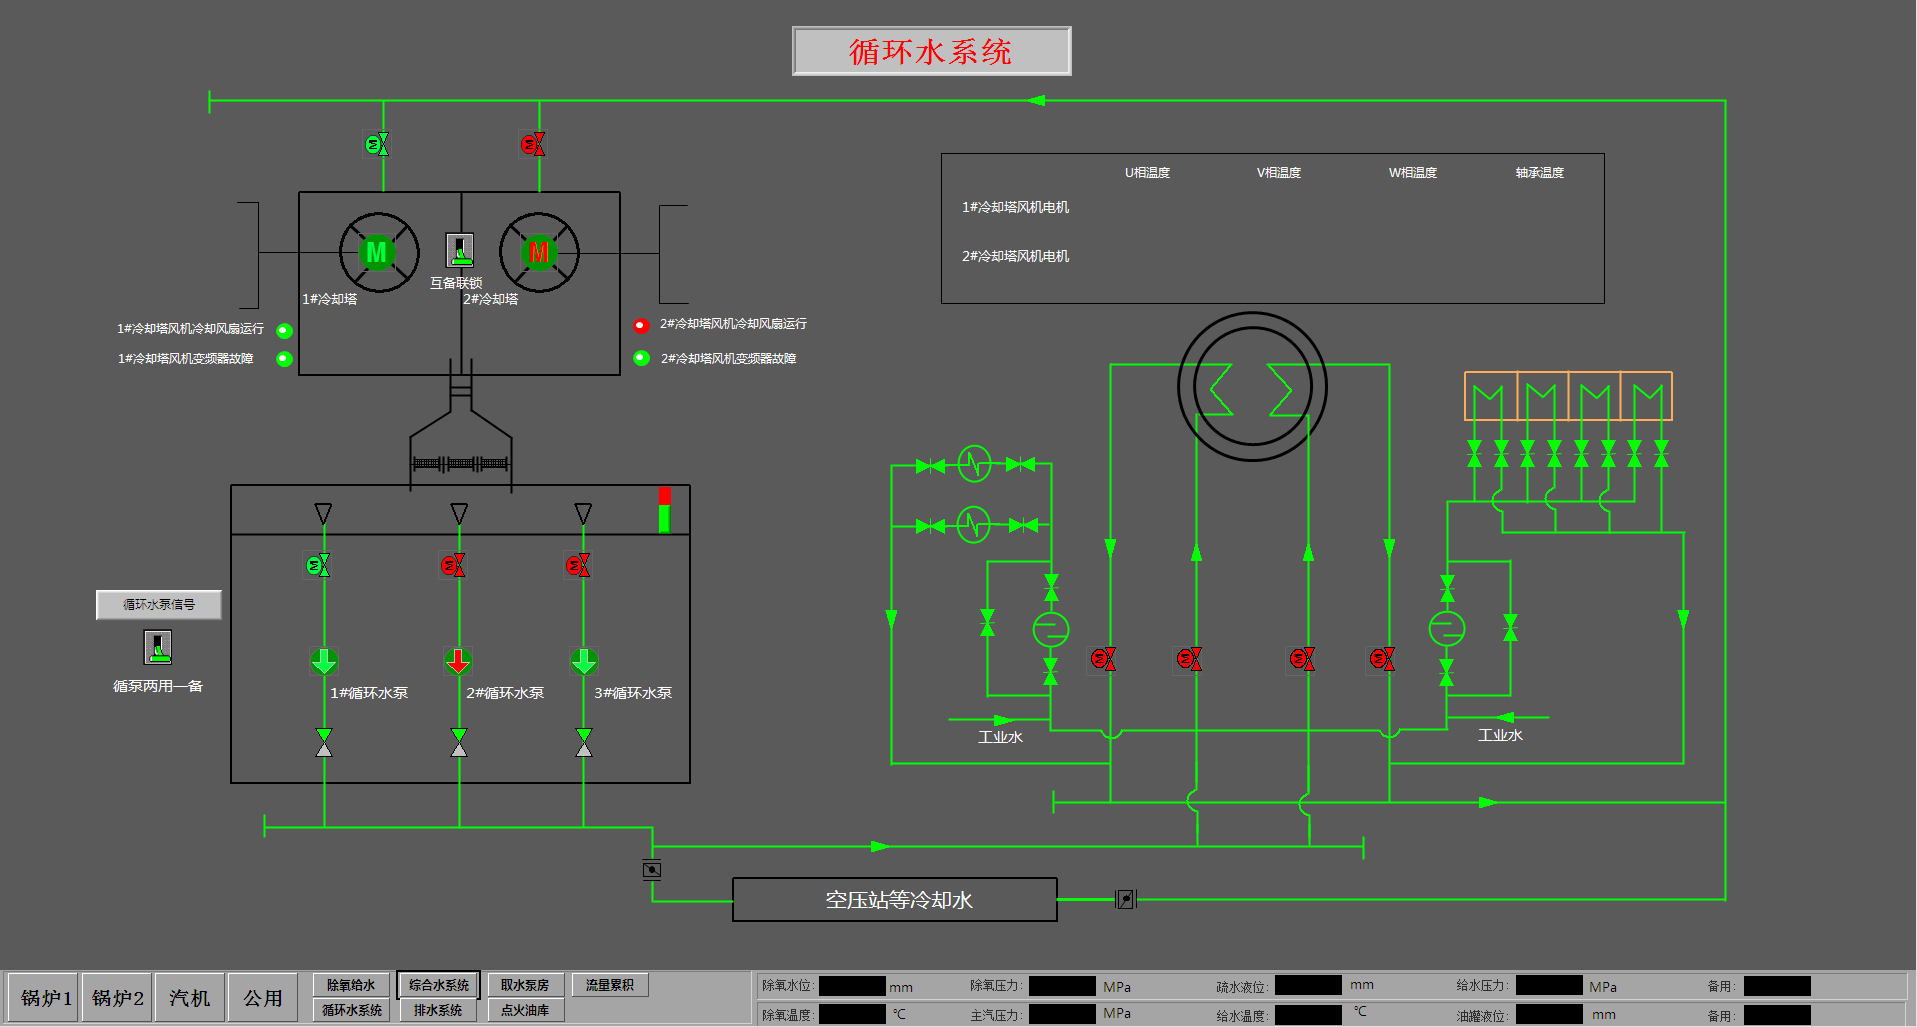 循环水系统
U相温度 V相温度 W相温度 轴承温度
1#冷却塔风机电机
2#冷却塔风机电机
M
M
M
M
互备联锁
1#冷却塔
2#冷却塔
1#冷却塔风机冷却风扇运行
2#冷却塔风机冷却风扇运行
1#冷却塔风机变频器故障
2#冷却塔风机变频器故障
M
M
M
循环水泵信号
循泵两用一备
1#循环水泵
2#循环水泵
3#循环水泵
M
M
M
M
工业水
工业水
空压站等冷却水
锅炉1 锅炉2 汽机 公用
除氧给水 综合水系统 取水泵房 流量累积
循环水系统 排水系统 点火油库
除氧水位: mm 除氧压力: MPa 疏水液位: mm 给水压力: MPa 备用:
除氧温度: ℃ 主汽压力: MPa 给水温度: ℃ 油罐液位: mm 备用: